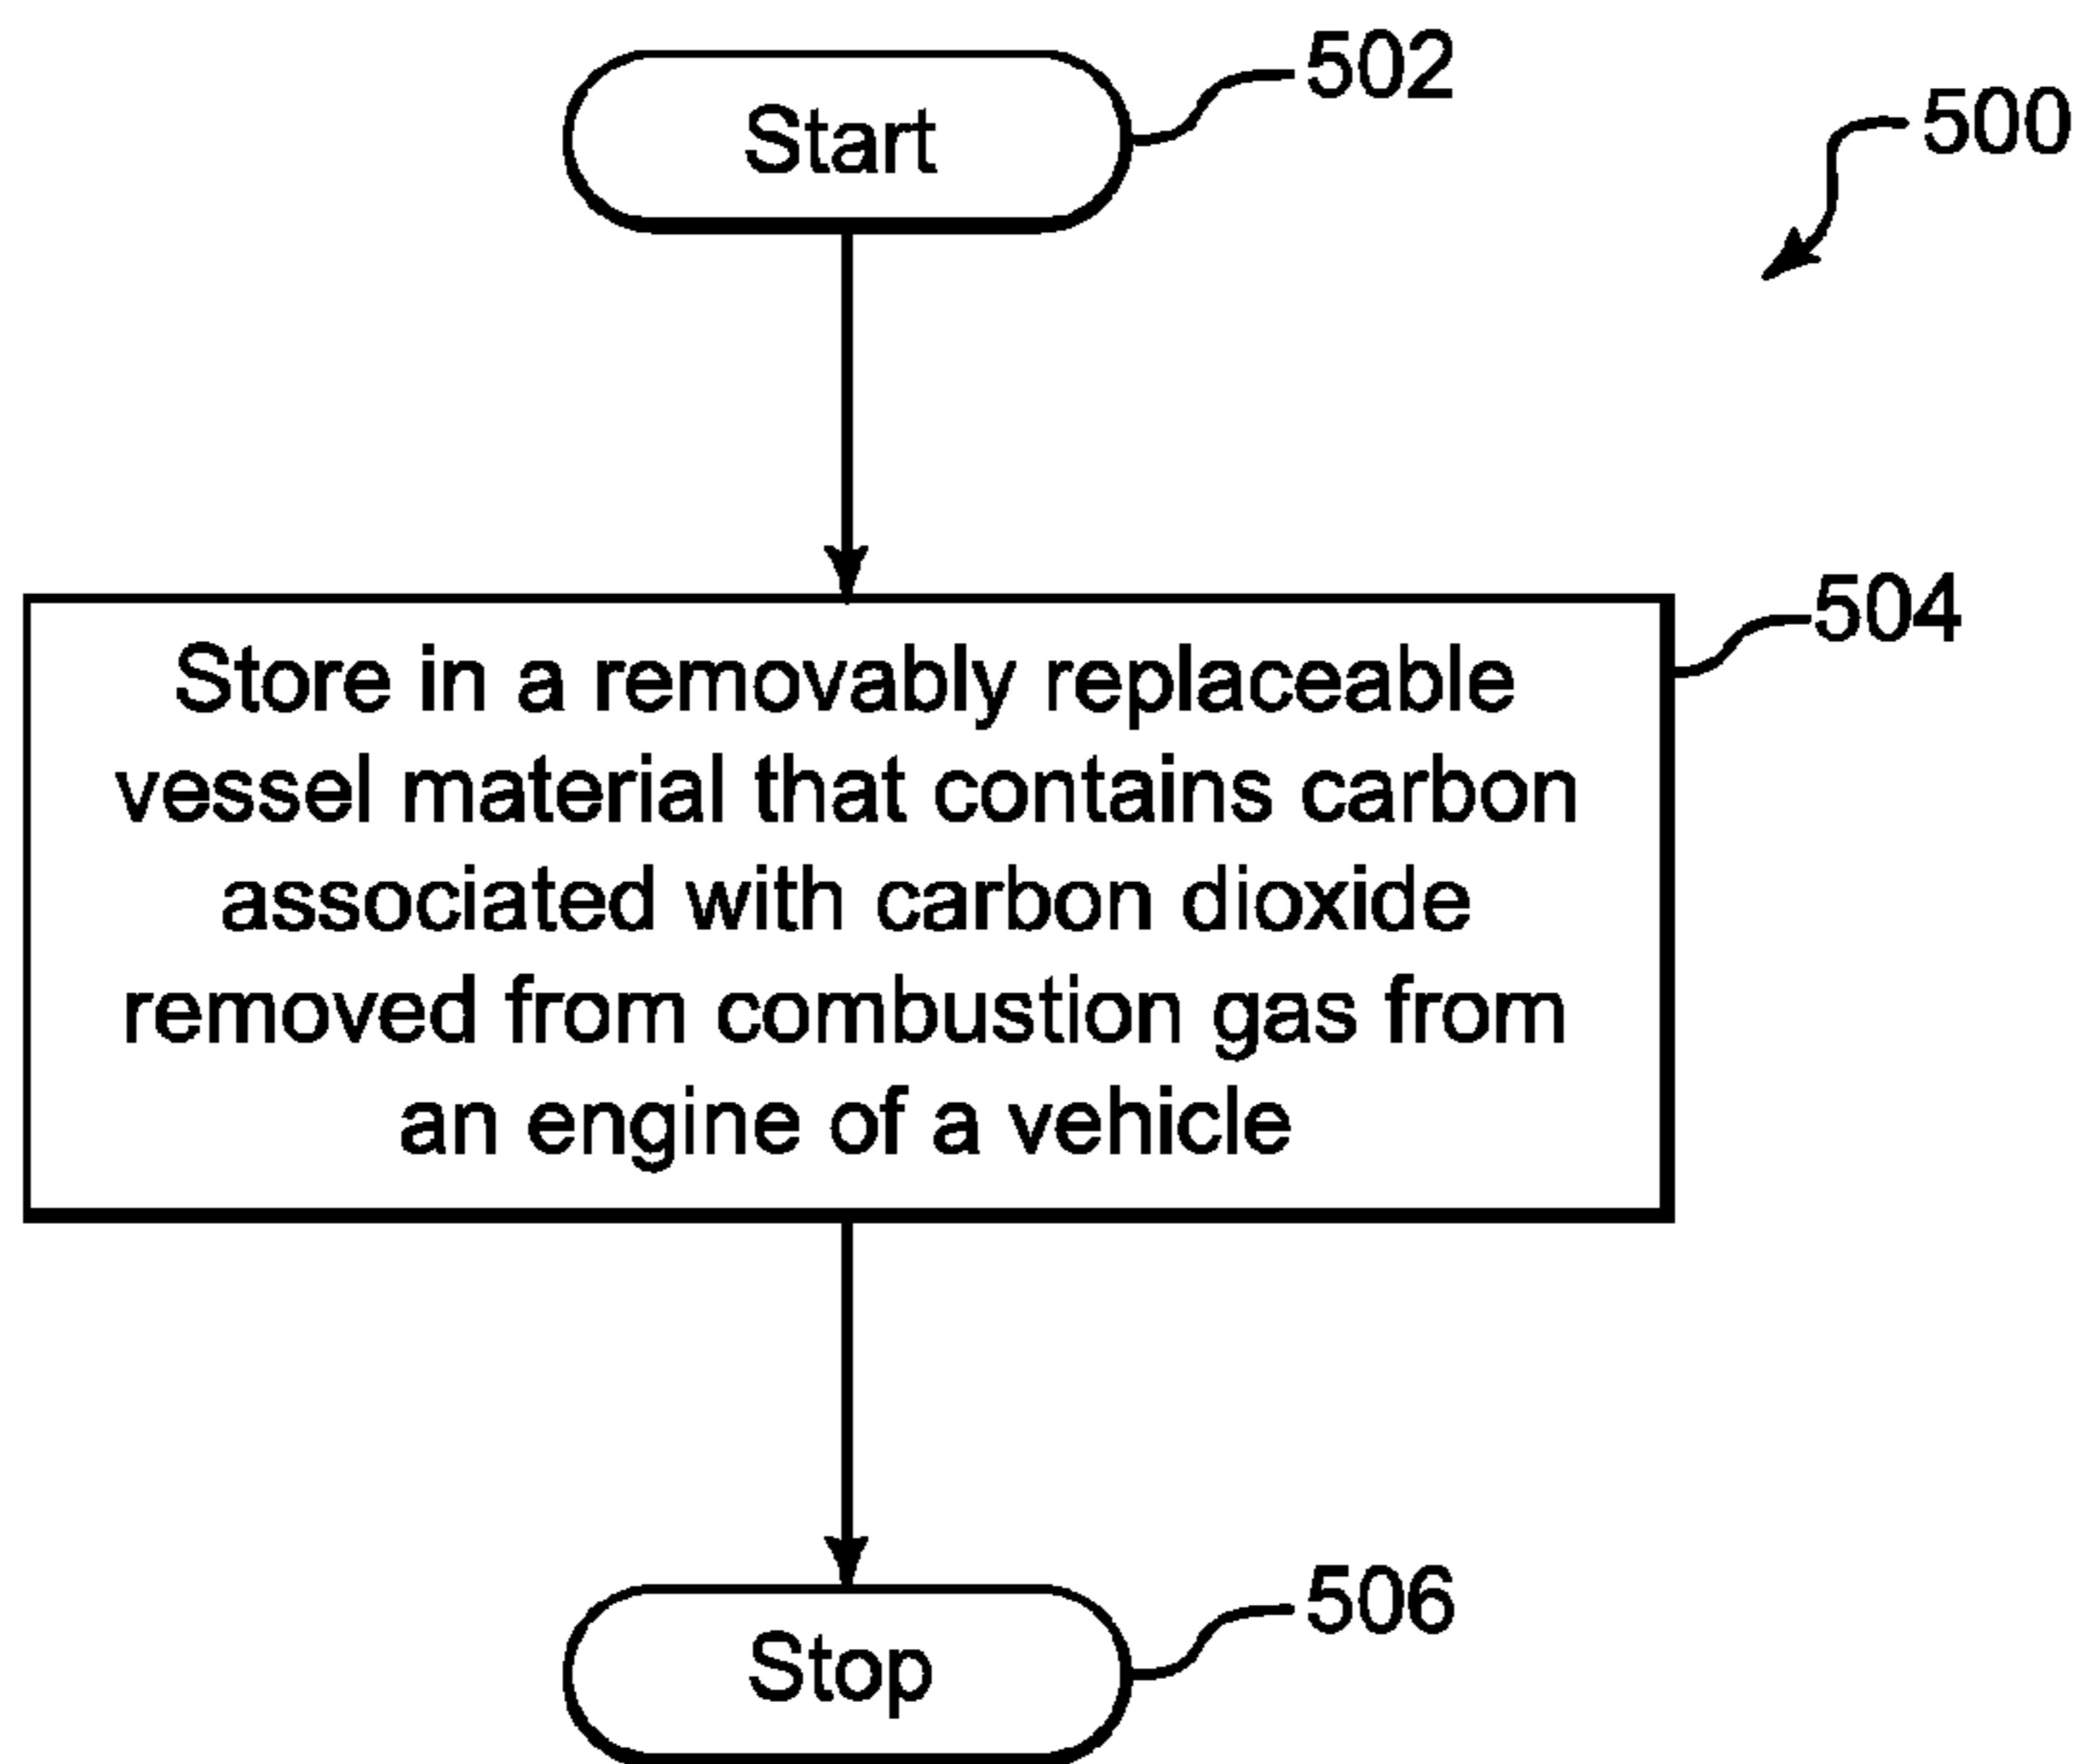 Start
502
500
Store in a removably replaceable
vessel material that contains carbon
associated with carbon dioxide
removed from combustion gas from
an engine of a vehicle
504
Stop
506